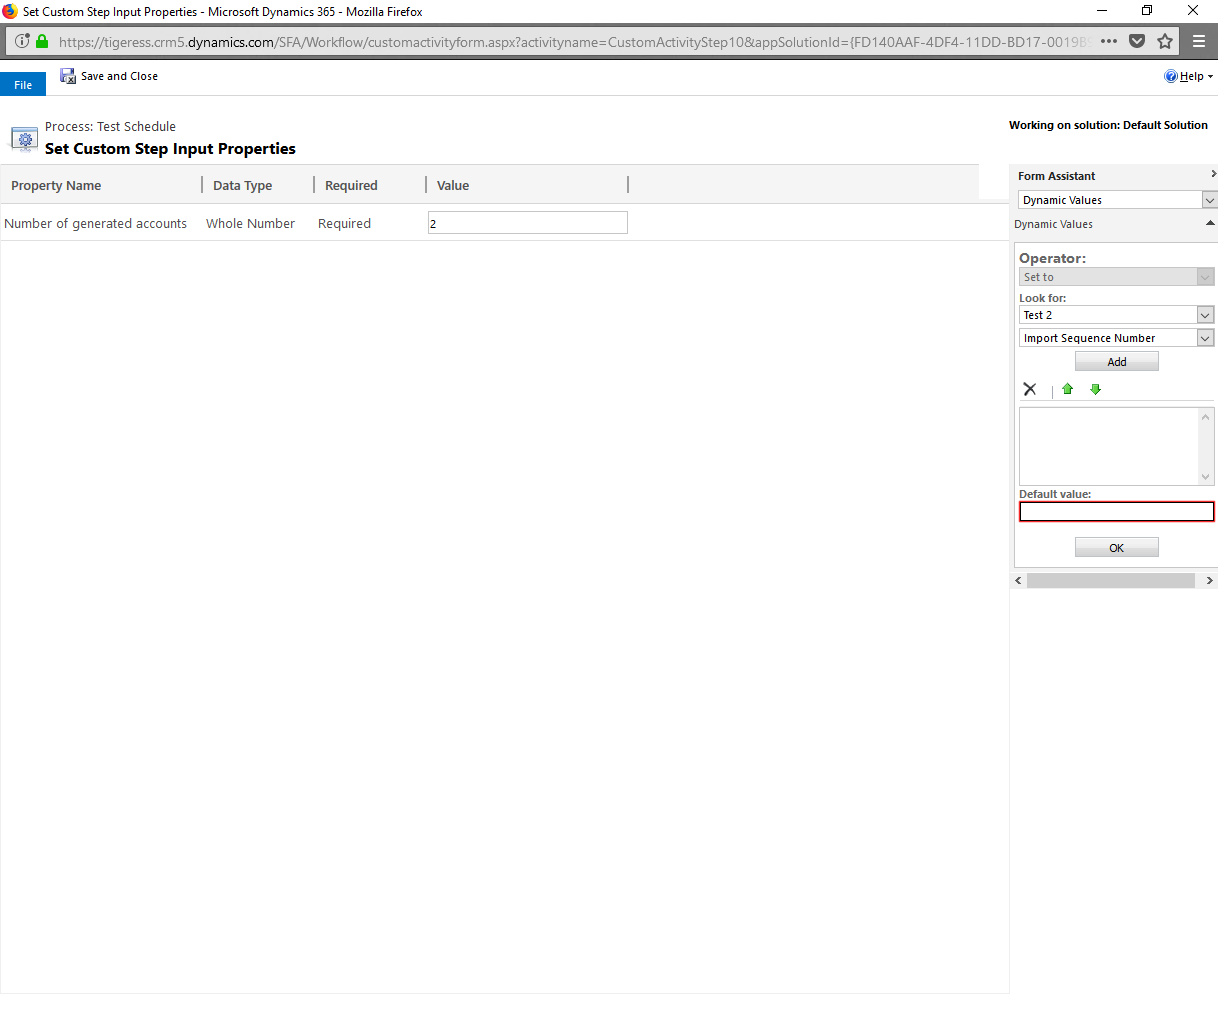 Set Custom Step Input Properties - Microsoft Dynamics 365 - Mozilla Firefox
https://tigeress.crm5.dynamics.com/SFA/Workflow/customactivityform.aspx?activityname=CustomActivityStep10&appSolutionId={FD140AAF-4DF4-11DD-BD17-0019B9
File
Save and Close
Help
Process: Test Schedule
Set Custom Step Input Properties
Working on solution: Default Solution
Property Name Data Type Required Value
Number of generated accounts Whole Number Required 2
Form Assistant
Dynamic Values
Dynamic Values
Operator:
Set to
Look for:
Test 2
Import Sequence Number
Add
Default value:
OK